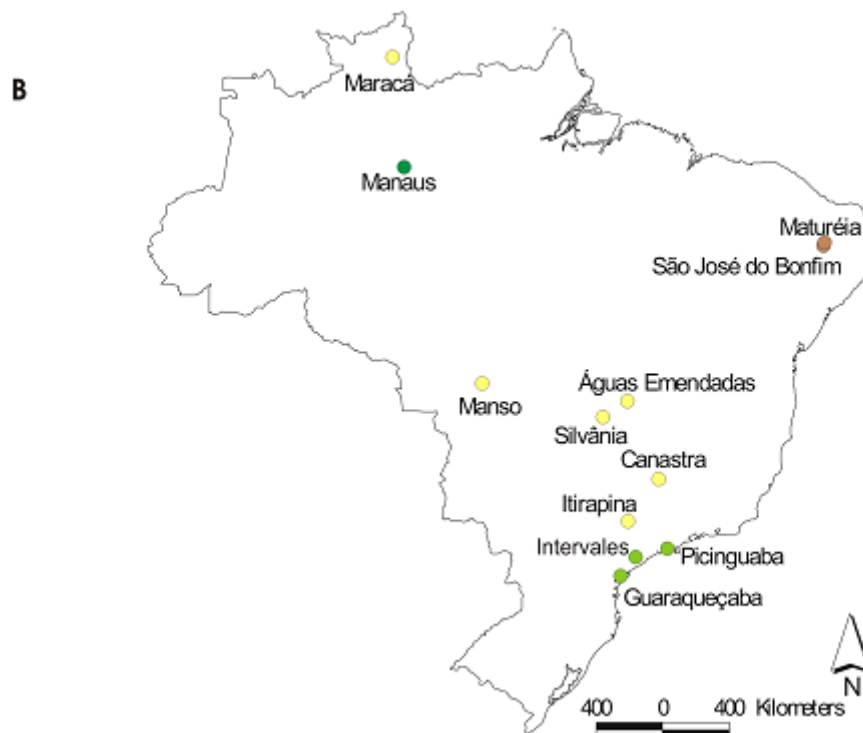 B
Maracá
Manaus
Maturéia
São José do Bonfim
Águas Emendadas
Manso
Silvânia
Canastra
Itirapina
Intervales
Picinguaba
Guaraqueçaba
N
400 0 400 Kilometers